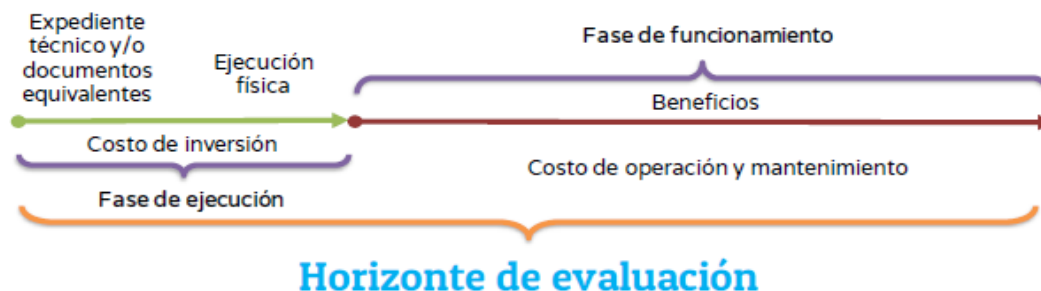 Expediente
técnico y/o
documentos
equivalentes
Ejecución
física
Fase de funcionamiento
Beneficios
Costo de inversión
Costo de operación y mantenimiento
Fase de ejecución
Horizonte de evaluación